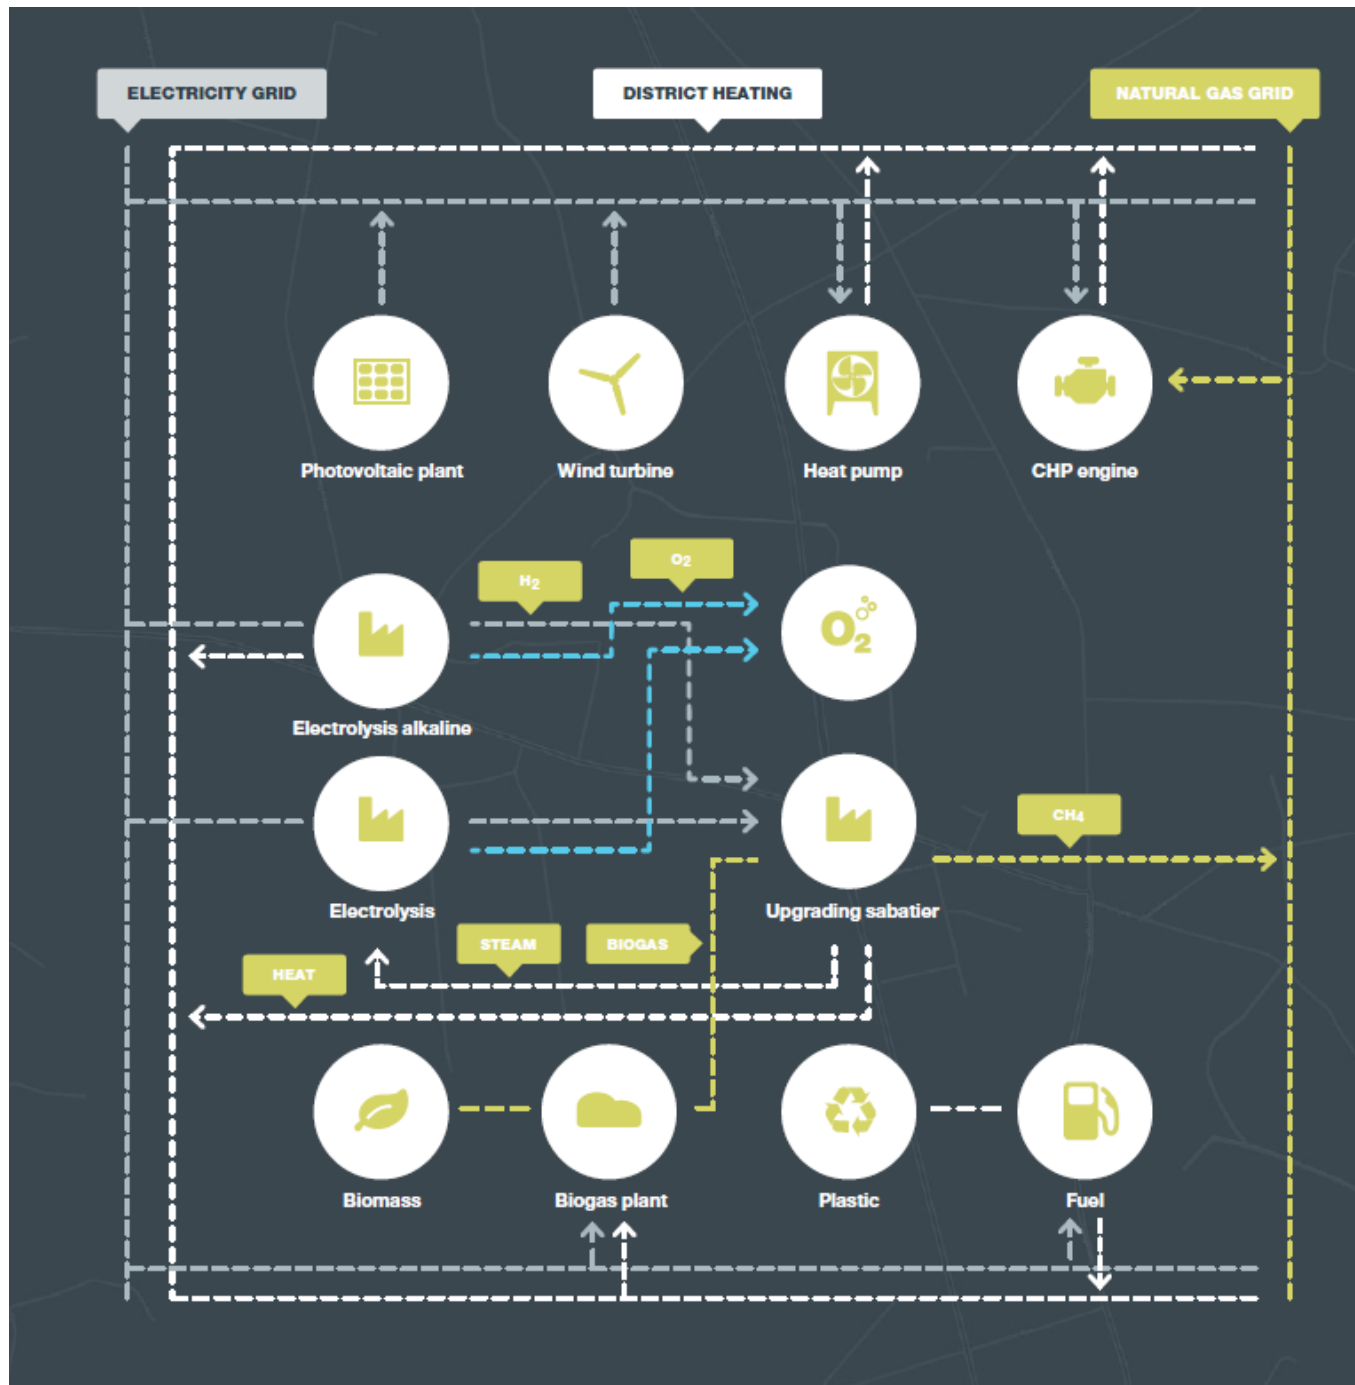 ELECTRICITY GRID
DISTRICT HEATING
NATURAL GAS GRID
Photovoltaic plant
Wind turbine
Heat pump
CHP engine
O2
H2
O2
Electrolysis alkaline
CH4
Electrolysis
Upgrading sabatier
STEAM
BIOGAS
HEAT
Biomass
Biogas plant
Plastic
Fuel